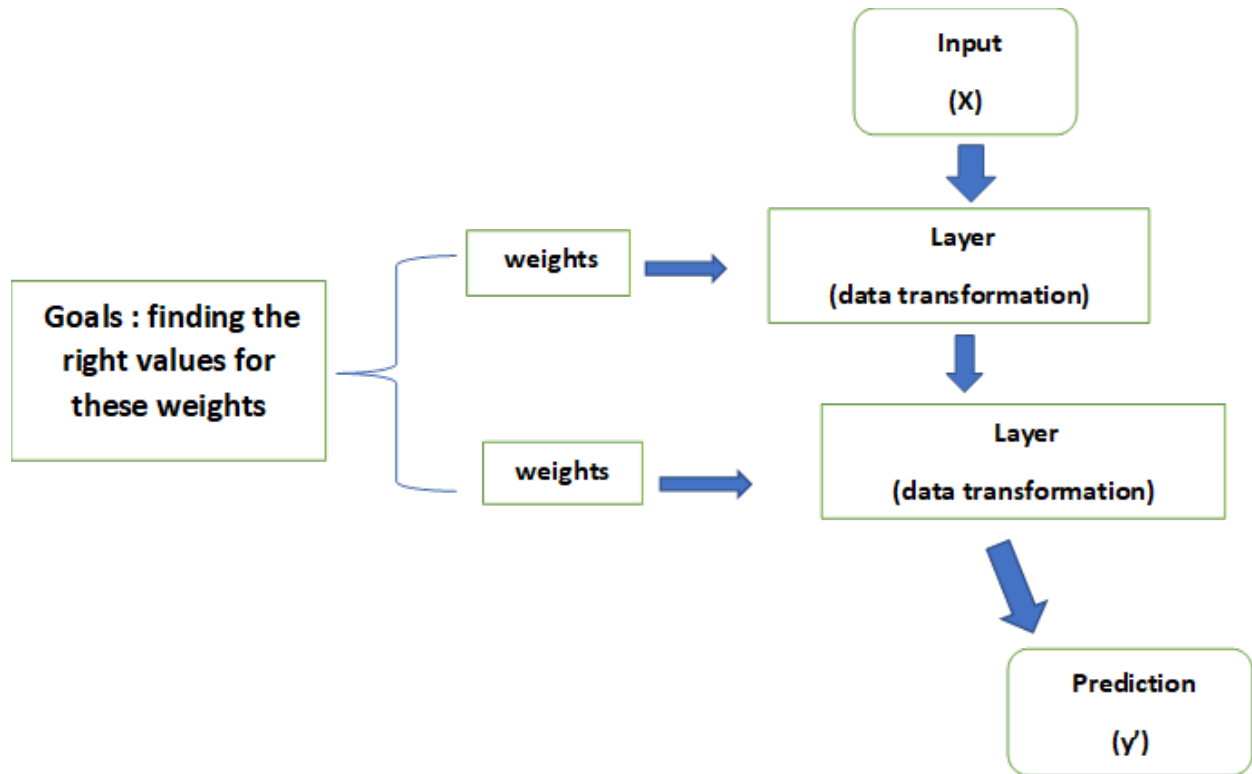 Input
(X)
Layer
(data transformation)
weights
Goals : finding the
right values for
these weights
Layer
(data transformation)
weights
Prediction
(y’)